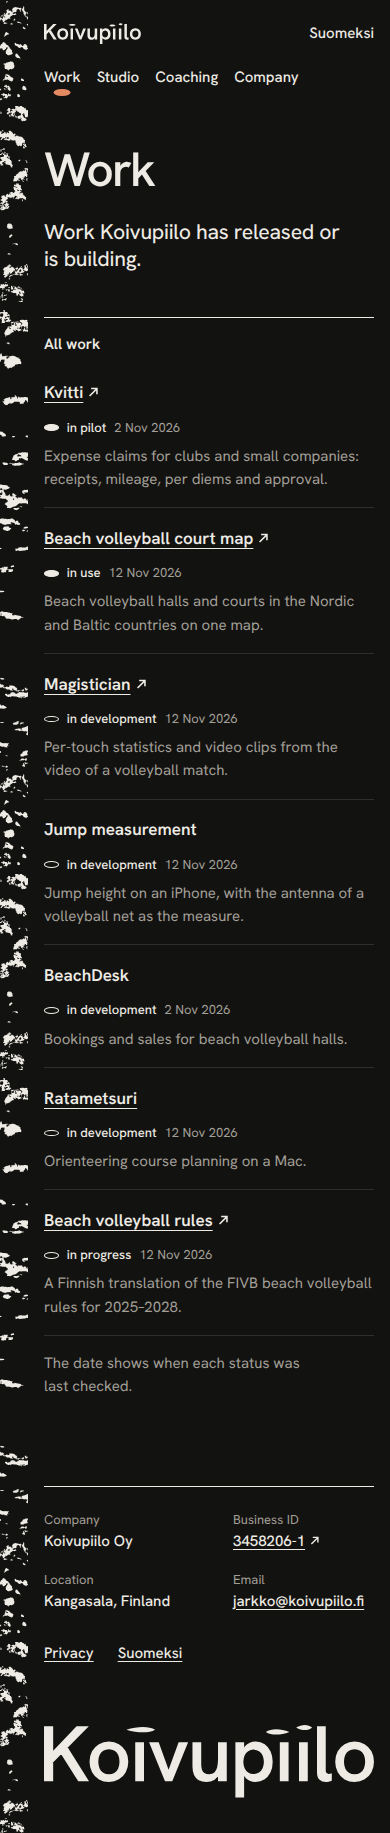 Koivupiilo
Suomeksi
Work Studio Coaching Company
Work
Work Koivupiilo has released or
is building.
All work
Kvitti ↗
in pilot 2 Nov 2026
Expense claims for clubs and small companies:
receipts, mileage, per diems and approval.
Beach volleyball court map ↗
in use 12 Nov 2026
Beach volleyball halls and courts in the Nordic
and Baltic countries on one map.
Magistician ↗
in development 12 Nov 2026
Per-touch statistics and video clips from the
video of a volleyball match.
Jump measurement
in development 12 Nov 2026
Jump height on an iPhone, with the antenna of a
volleyball net as the measure.
BeachDesk
in development 2 Nov 2026
Bookings and sales for beach volleyball halls.
Ratametsuri
in development 12 Nov 2026
Orienteering course planning on a Mac.
Beach volleyball rules ↗
in progress 12 Nov 2026
A Finnish translation of the FIVB beach volleyball
rules for 2025–2028.
The date shows when each status was
last checked.
Company
Koivupiilo Oy
Business ID
3458206-1 ↗
Location
Kangasala, Finland
Email
jarkko@koivupiilo.fi
Privacy Suomeksi
Koivupiilo